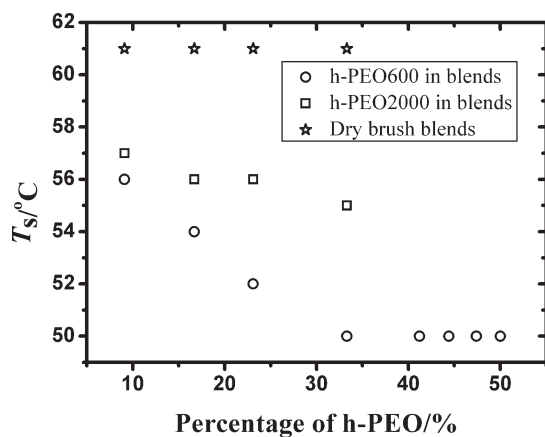 62
60
58
56
54
52
50
10
20
30
40
50
Ts/°C
Percentage of h-PEO/%
h-PEO600 in blends
h-PEO2000 in blends
Dry brush blends